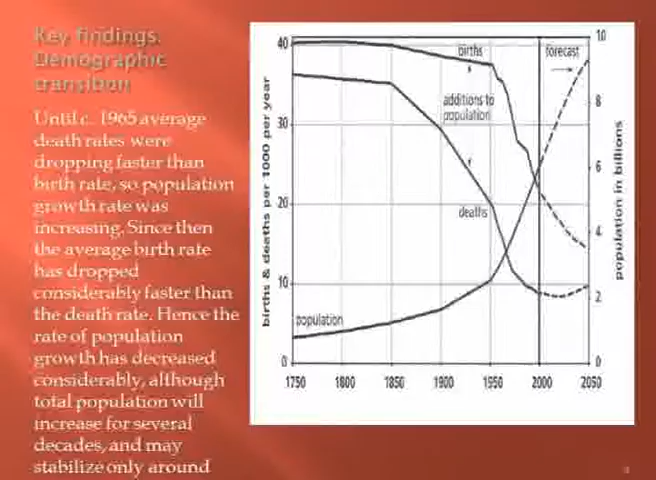 Key findings:
Demographic
transition
Until c. 1965 average
death rates were
dropping faster than
birth rate, so population
growth rate was
increasing. Since then
the average birth rate
has dropped
considerably faster than
the death rate. Hence the
rate of population
growth has decreased
considerably, although
total population will
increase for several
decades, and may
stabilize only around
births & deaths per 1000 per year
40
30
20
10
0
births
forecast
additions to
population
deaths
population
10
8
6
4
2
0
population in billions
1750 1800 1850 1900 1950 2000 2050